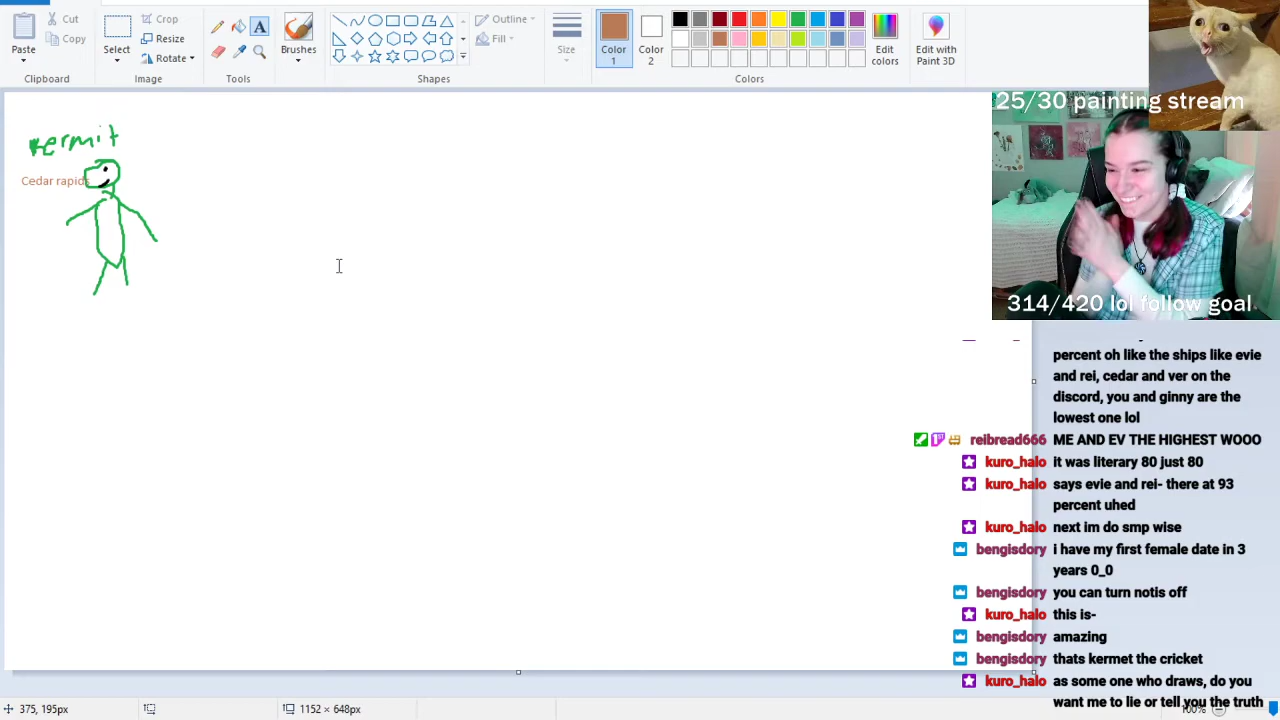 Paste
Cut
Copy
Clipboard
Select
Crop
Resize
Rotate
Image
Tools
Brushes
Shapes
Outline
Fill
Size
Color 1
Color 2
Colors
Edit colors
Edit with Paint 3D
25/30 painting stream
314/420 lol follow goal
kermit
Cedar rapids
percent oh like the ships like evie
and rei, cedar and ver on the
discord, you and ginny are the
lowest one lol
reibread666 ME AND EV THE HIGHEST WOOO
kuro_halo it was literary 80 just 80
kuro_halo says evie and rei- there at 93
percent uhed
kuro_halo next im do smp wise
bengisdory i have my first female date in 3
years 0_0
bengisdory you can turn notis off
kuro_halo this is-
bengisdory amazing
bengisdory thats kermet the cricket
kuro_halo as some one who draws, do you
want me to lie or tell you the truth
375, 195px
1152 × 648px
100%